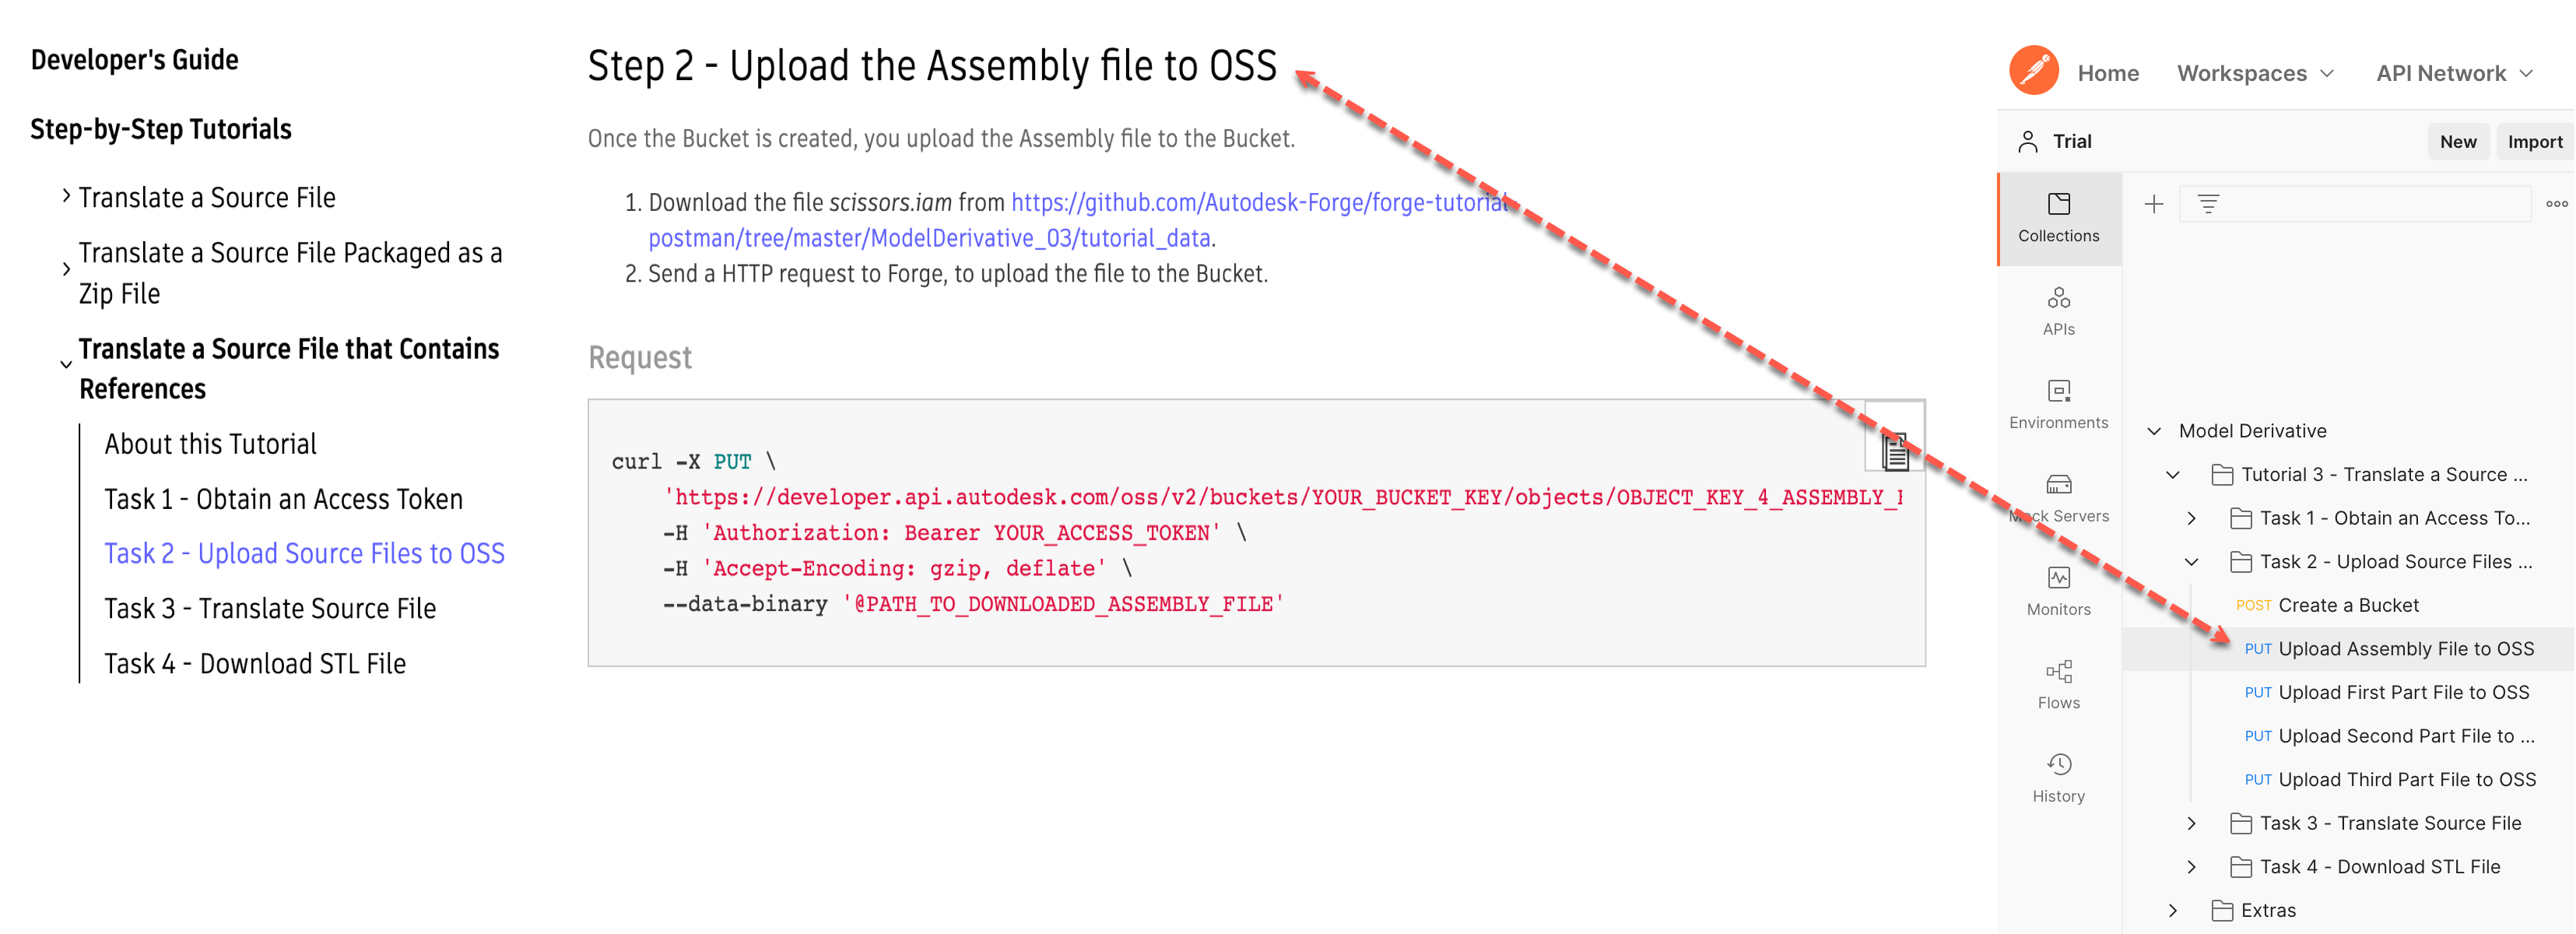 Developer's Guide
Step-by-Step Tutorials
Translate a Source File
Translate a Source File Packaged as a
Zip File
Translate a Source File that Contains
References
About this Tutorial
Task 1 - Obtain an Access Token
Task 2 - Upload Source Files to OSS
Task 3 - Translate Source File
Task 4 - Download STL File
Step 2 - Upload the Assembly file to OSS
Once the Bucket is created, you upload the Assembly file to the Bucket.
1. Download the file scissors.iam from https://github.com/Autodesk-Forge/forge-tutorial-
postman/tree/master/ModelDerivative_03/tutorial_data.
2. Send a HTTP request to Forge, to upload the file to the Bucket.
Request
curl -X PUT \
'https://developer.api.autodesk.com/oss/v2/buckets/YOUR_BUCKET_KEY/objects/OBJECT_KEY_4_ASSEMBLY_
-H 'Authorization: Bearer YOUR_ACCESS_TOKEN' \
-H 'Accept-Encoding: gzip, deflate' \
--data-binary '@PATH_TO_DOWNLOADED_ASSEMBLY_FILE'
Home Workspaces API Network
Trial New Import
Collections
APIs
Environments
Mock Servers
Monitors
Flows
History
Model Derivative
Tutorial 3 - Translate a Source ...
Task 1 - Obtain an Access To...
Task 2 - Upload Source Files ...
POST Create a Bucket
PUT Upload Assembly File to OSS
PUT Upload First Part File to OSS
PUT Upload Second Part File to ...
PUT Upload Third Part File to OSS
Task 3 - Translate Source File
Task 4 - Download STL File
Extras